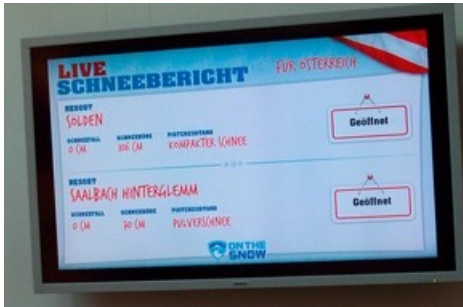 LIVE
SCHNEEBERICHT
FÜR ÖSTERREICH
RESORT
SÖLDEN
SCHNEEFALL SCHNEEHÖHE PISTENZUSTAND
0 CM 106 CM KOMPAKTER SCHNEE
Geöffnet
RESORT
SAALBACH HINTERGLEMM
SCHNEEFALL SCHNEEHÖHE PISTENZUSTAND
0 CM 70 CM PULVERSCHNEE
Geöffnet
ON THE
SNOW